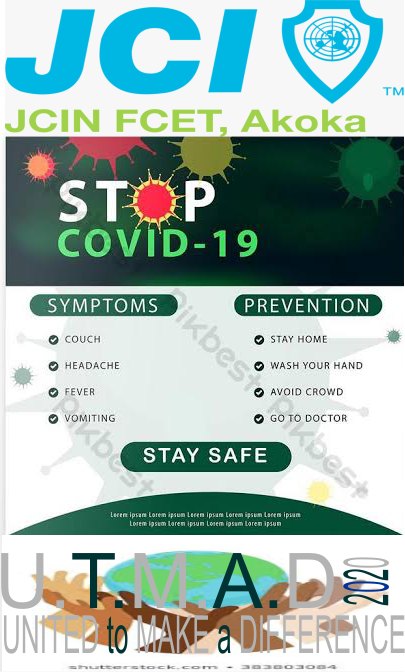 JCI
TM
JCIN FCET, Akoka
STOP
COVID-19
SYMPTOMS
COUCH
HEADACHE
FEVER
VOMITING
PREVENTION
STAY HOME
WASH YOUR HAND
AVOID CROWD
GO TO DOCTOR
STAY SAFE
Lorem ipsum Lorem ipsum Lorem ipsum Lorem ipsum Lorem ipsum
Lorem ipsum Lorem ipsum Lorem ipsum Lorem ipsum
pikbest
U.T.M.A.D
2020
UNITED to MAKE a DIFFERENCE
shutterstock.com • 383803084